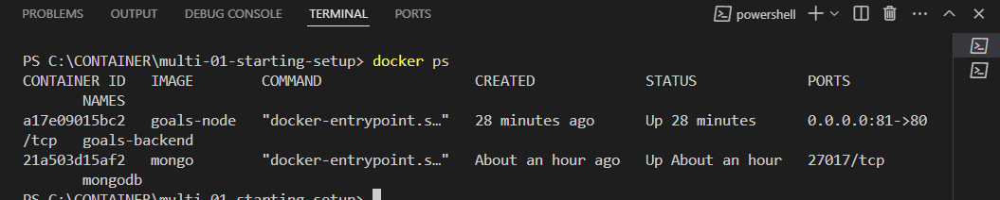 PROBLEMS OUTPUT DEBUG CONSOLE TERMINAL PORTS powershell
PS C:\CONTAINER\multi-01-starting-setup> docker ps
CONTAINER ID IMAGE COMMAND CREATED STATUS PORTS
NAMES
a17e09015bc2 goals-node "docker-entrypoint.s…" 28 minutes ago Up 28 minutes 0.0.0.0:81->80
/tcp goals-backend
21a503d15af2 mongo "docker-entrypoint.s…" About an hour ago Up About an hour 27017/tcp
mongodb
PS C:\CONTAINER\multi-01-starting-setup>